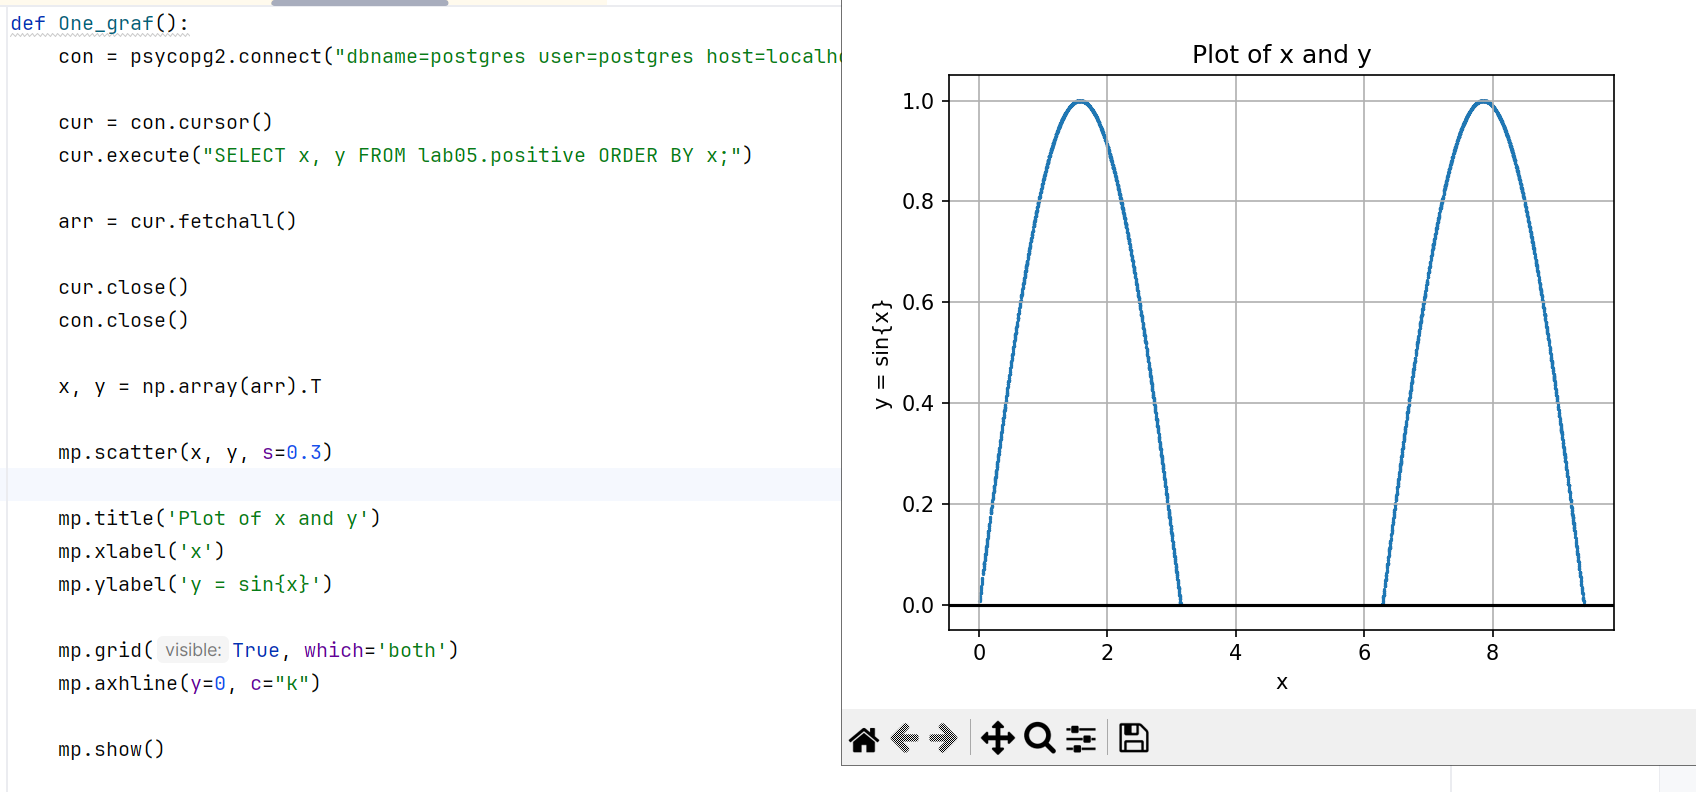 def One_graf():
con = psycopg2.connect("dbname=postgres user=postgres host=localho
cur = con.cursor()
cur.execute("SELECT x, y FROM lab05.positive ORDER BY x;")
arr = cur.fetchall()
cur.close()
con.close()
x, y = np.array(arr).T
mp.scatter(x, y, s=0.3)
mp.title('Plot of x and y')
mp.xlabel('x')
mp.ylabel('y = sin{x}')
mp.grid( visible: True, which='both')
mp.axhline(y=0, c="k")
mp.show()
Plot of x and y
1.0
0.8
0.6
0.4
0.2
0.0
y = sin{x}
0 2 4 6 8
x